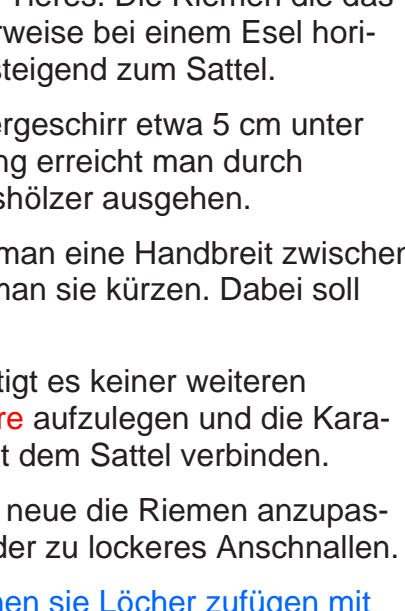 Tieres. Die Riemen die das
rweise bei einem Esel hori-
steigend zum Sattel.
ergeschirr etwa 5 cm unter
ng erreicht man durch
shölzer ausgehen.
man eine Handbreit zwischen
man sie kürzen. Dabei soll
tigt es keiner weiteren
re aufzulegen und die Kara-
t dem Sattel verbinden.
neue die Riemen anzupas-
der zu lockeres Anschnallen.
nen sie Löcher zufügen mit